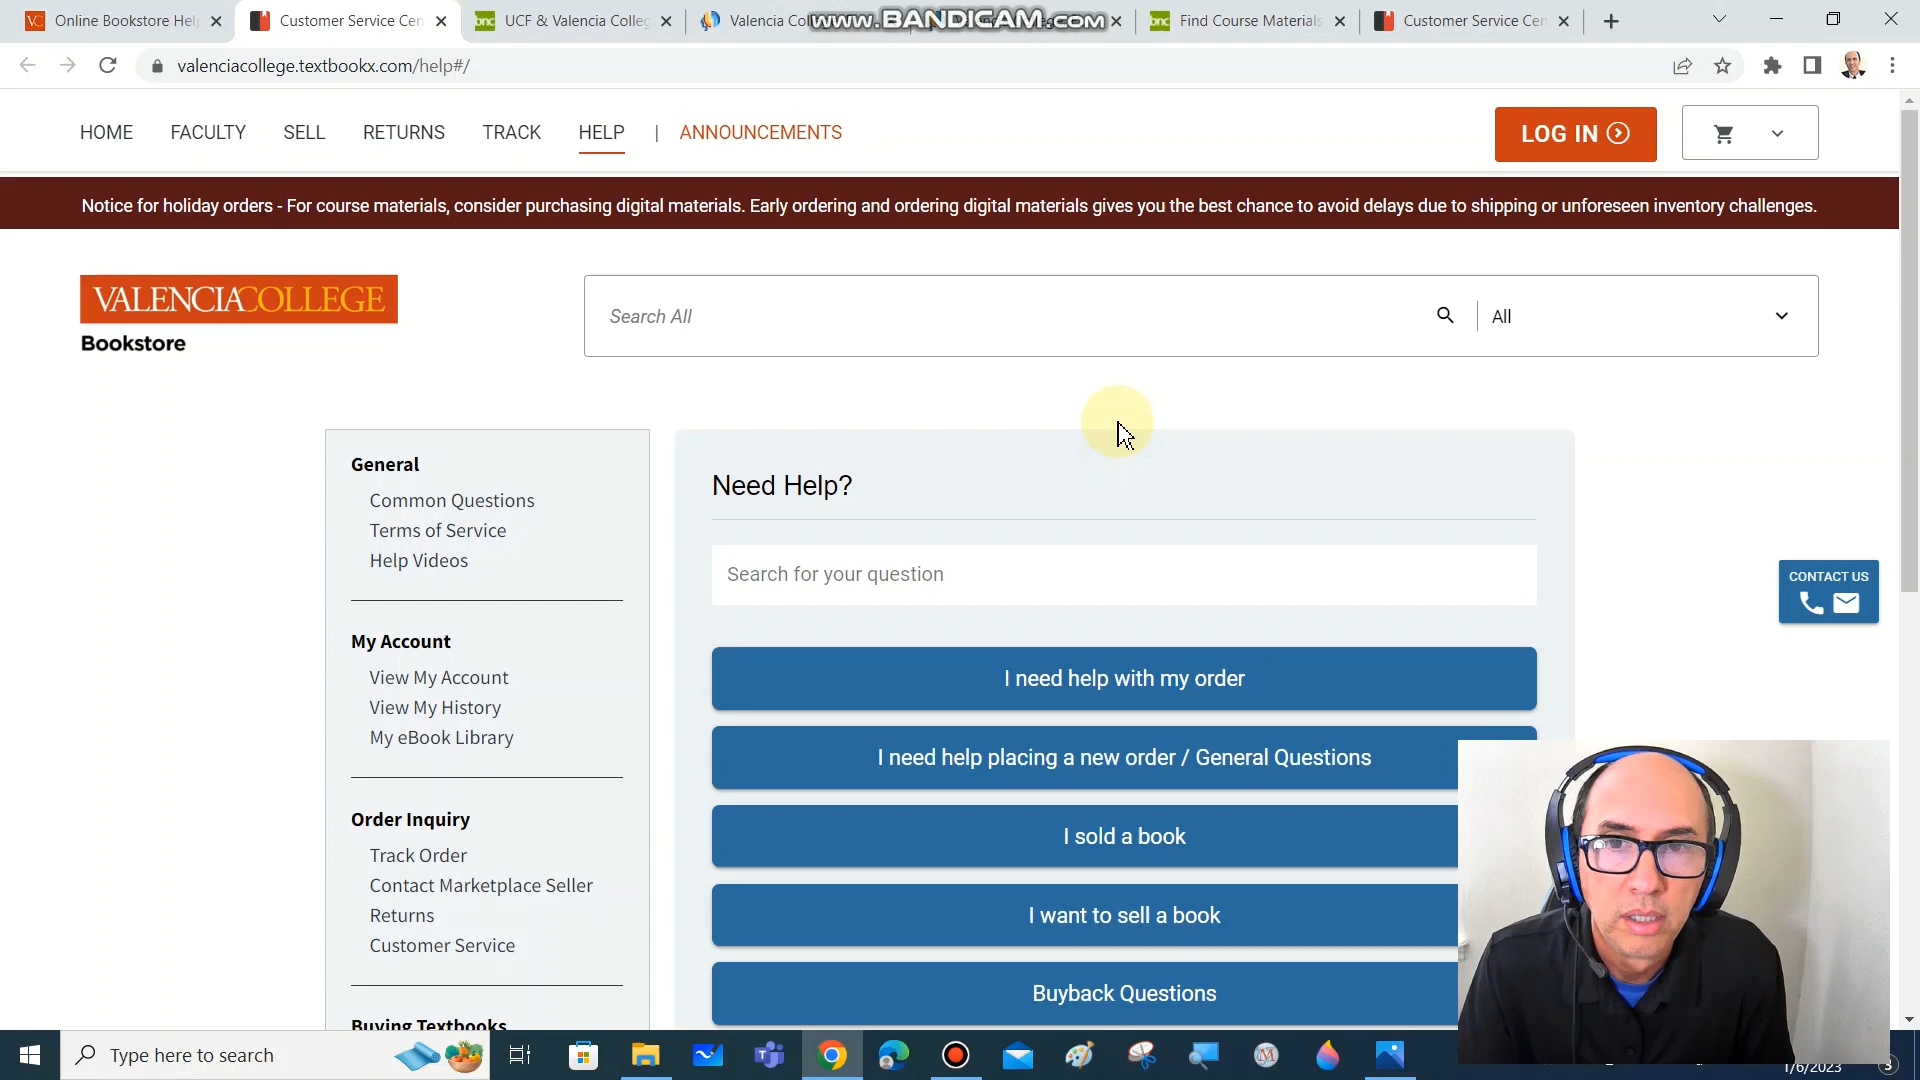 Online Bookstore Hel
Customer Service Cen
UCF & Valencia Colleg
Valencia Co
www.BANDICAM.com
Find Course Materials
Customer Service Cen
valenciacollege.textbookx.com/help#/
HOME FACULTY SELL RETURNS TRACK HELP | ANNOUNCEMENTS
LOG IN
Notice for holiday orders - For course materials, consider purchasing digital materials. Early ordering and ordering digital materials gives you the best chance to avoid delays due to shipping or unforeseen inventory challenges.
VALENCIACOLLEGE
Bookstore
Search All
All
General
Common Questions
Terms of Service
Help Videos
My Account
View My Account
View My History
My eBook Library
Order Inquiry
Track Order
Contact Marketplace Seller
Returns
Customer Service
Buying Textbooks
Need Help?
Search for your question
I need help with my order
I need help placing a new order / General Questions
I sold a book
I want to sell a book
Buyback Questions
CONTACT US
Type here to search
1/6/2023
3